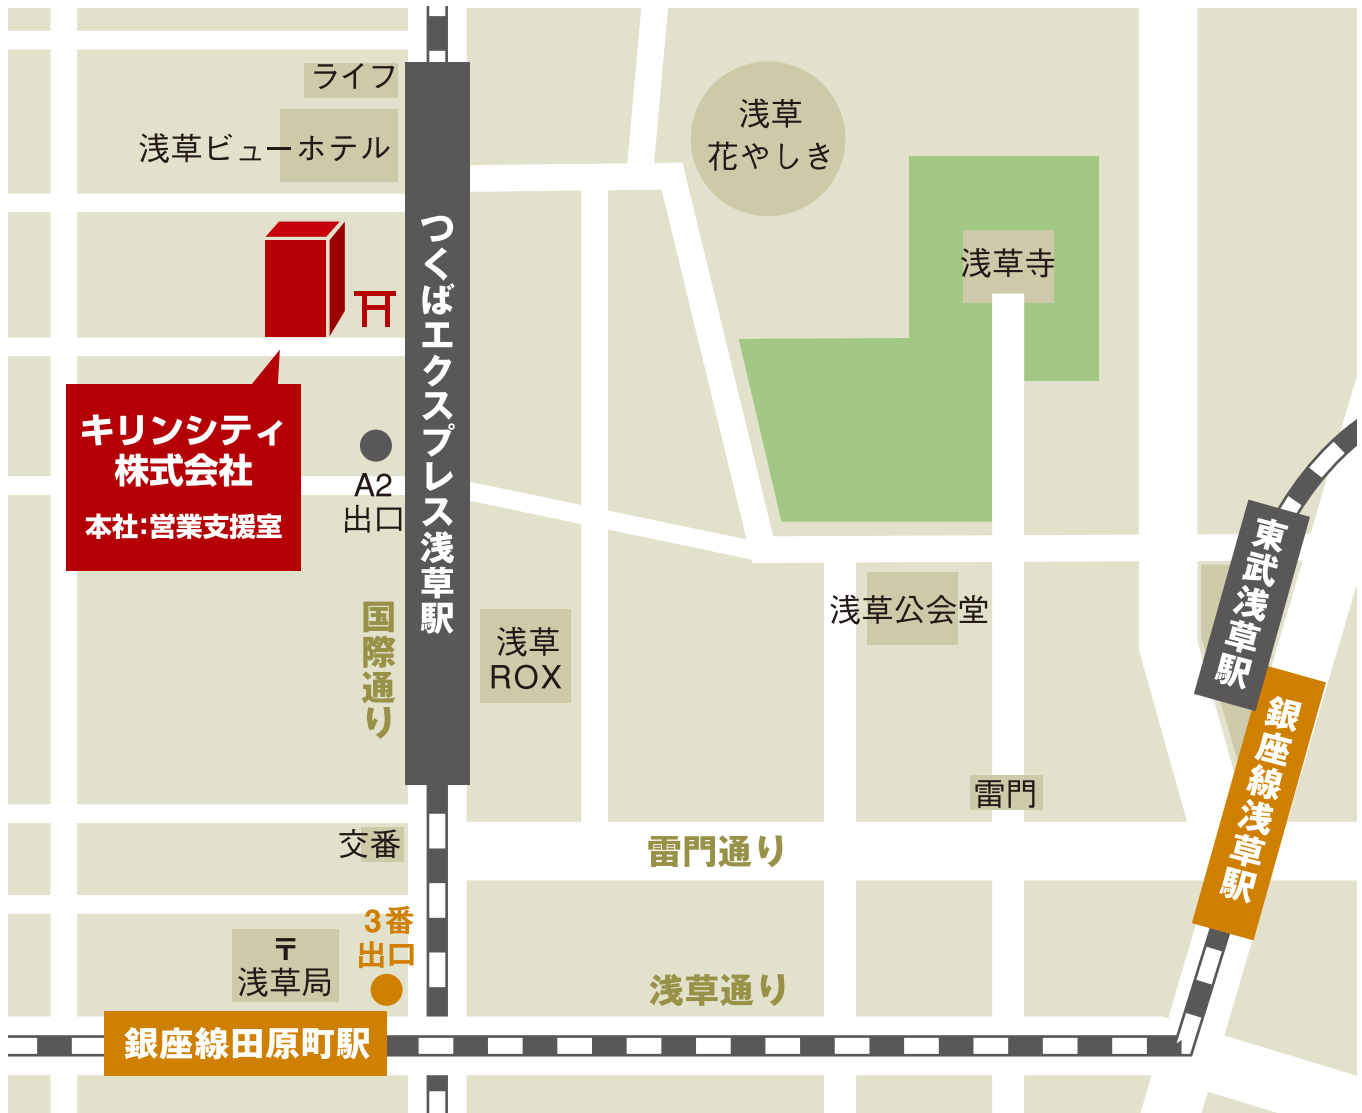 ライフ
浅草ビューホテル
浅草
花やしき
浅草寺
つくばエクスプレス浅草駅
キリンシティ
株式会社
本社:営業支援室
A2
出口
国際通り
浅草
ROX
浅草公会堂
東武浅草駅
銀座線浅草駅
雷門
交番
雷門通り
3番
出口
〒
浅草局
浅草通り
銀座線田原町駅